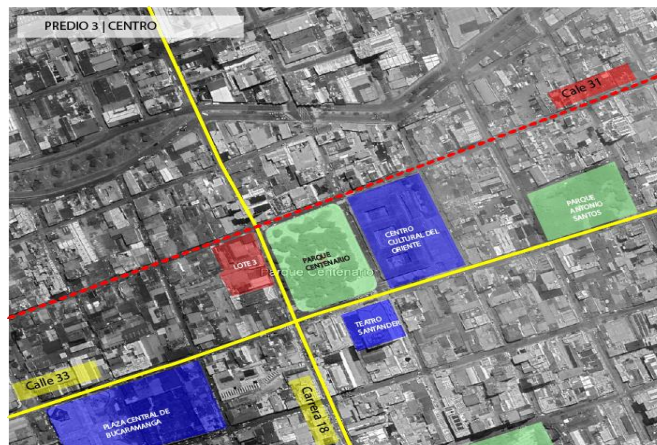 PREDIO 3 | CENTRO
Calle 31
PARQUE
ANTONIO
SANTOS
CENTRO
CULTURAL DEL
ORIENTE
LOTE 3
PARQUE
CENTENARIO
Parque Centenario
TEATRO
SANTANDER
Calle 33
PLAZA CENTRAL DE
BUCARAMANGA
Carrera 18